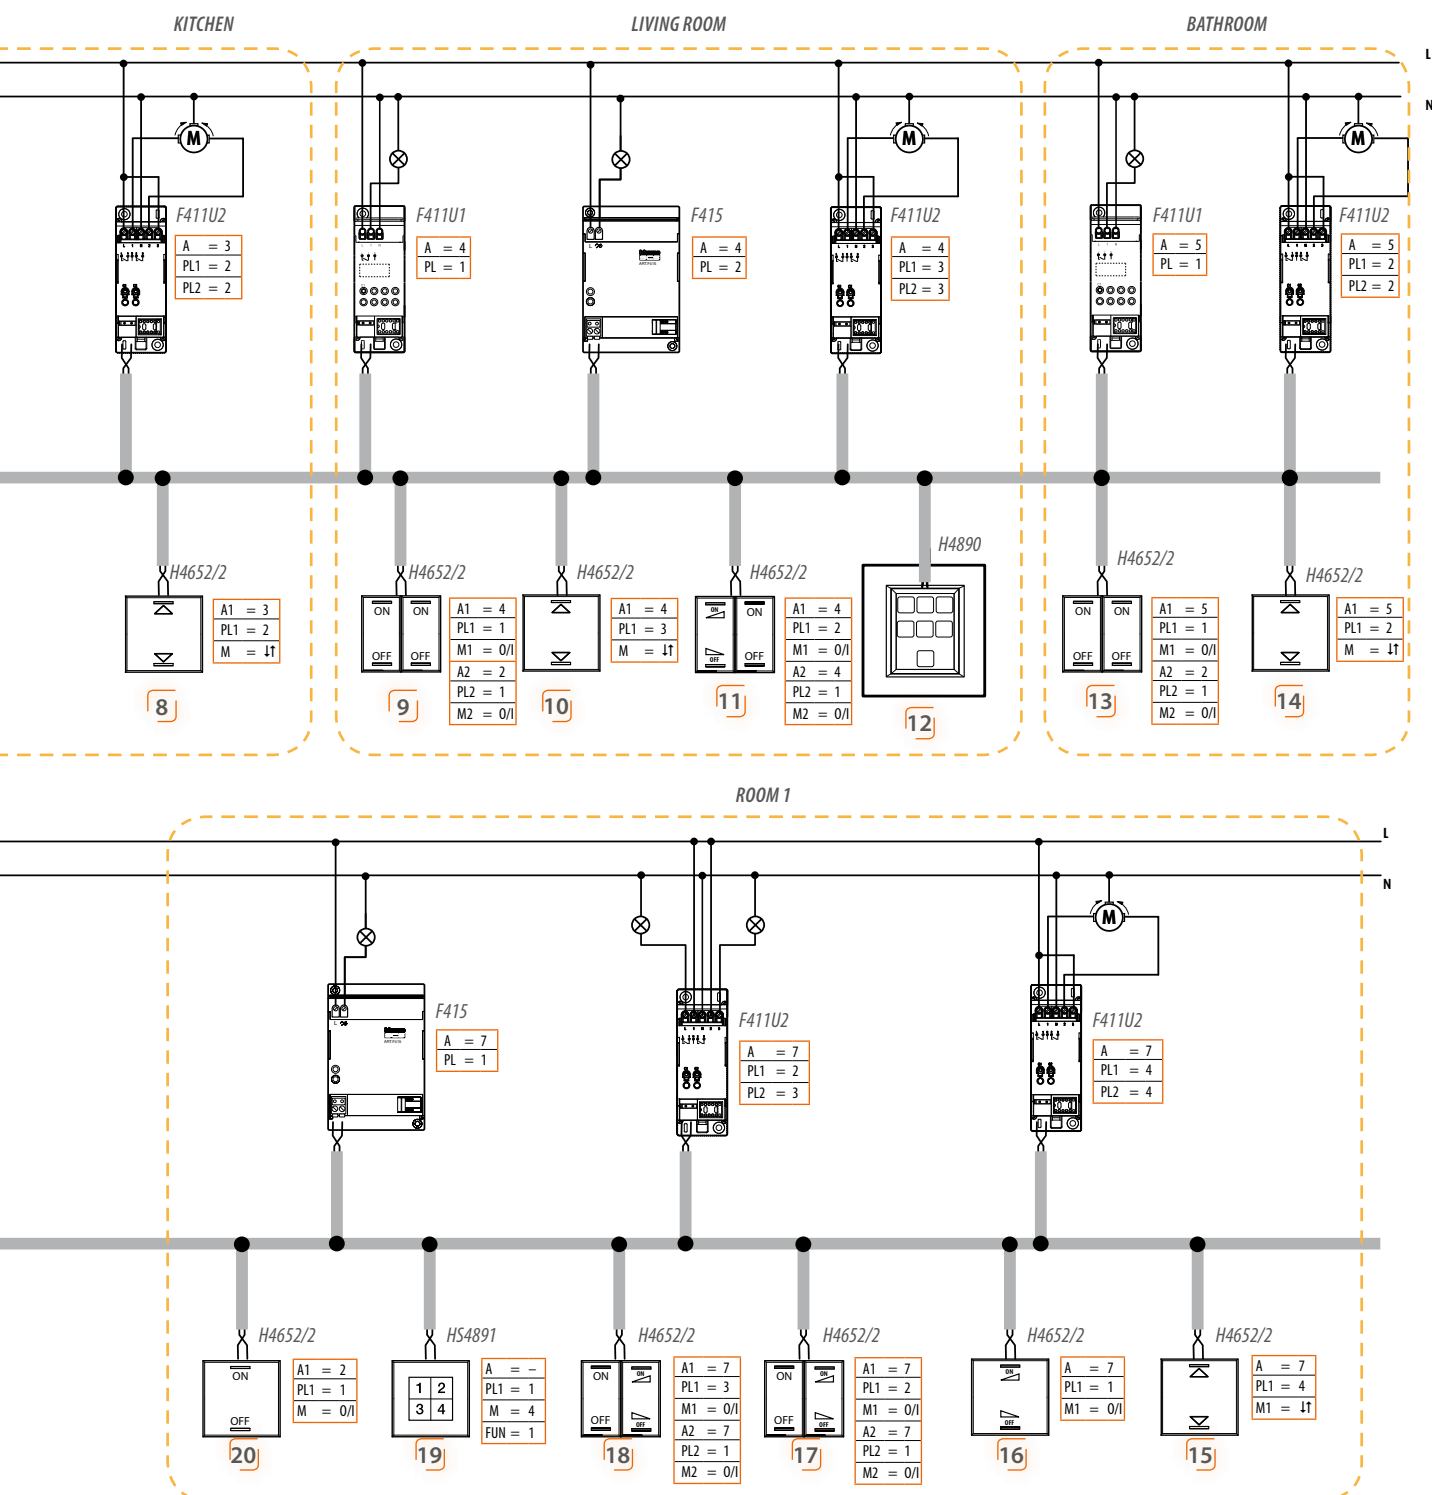 KITCHEN
LIVING ROOM
BATHROOM
L
N
M
M
M
F411U2
A = 3
PL1 = 2
PL2 = 2
F411U1
A = 4
PL = 1
F415
A = 4
PL = 2
F411U2
A = 4
PL1 = 3
PL2 = 3
F411U1
A = 5
PL = 1
F411U2
A = 5
PL1 = 2
PL2 = 2
H4652/2
A1 = 3
PL1 = 2
M = ↓↑
8
H4652/2
ON ON
OFF OFF
A1 = 4
PL1 = 1
M1 = 0/I
A2 = 2
PL2 = 1
M2 = 0/I
9
H4652/2
A1 = 4
PL1 = 3
M = ↓↑
10
H4652/2
ON ON
OFF OFF
A1 = 4
PL1 = 2
M1 = 0/I
A2 = 4
PL2 = 1
M2 = 0/I
11
H4890
12
H4652/2
ON ON
OFF OFF
A1 = 5
PL1 = 1
M1 = 0/I
A2 = 2
PL2 = 1
M2 = 0/I
13
H4652/2
A1 = 5
PL1 = 2
M = ↓↑
14
ROOM 1
L
N
M
F415
A = 7
PL = 1
F411U2
A = 7
PL1 = 2
PL2 = 3
F411U2
A = 7
PL1 = 4
PL2 = 4
H4652/2
ON
OFF
A1 = 2
PL1 = 1
M = 0/I
20
HS4891
1 2
3 4
A = –
PL1 = 1
M = 4
FUN = 1
19
H4652/2
ON ON
OFF OFF
A1 = 7
PL1 = 3
M1 = 0/I
A2 = 7
PL2 = 1
M2 = 0/I
18
H4652/2
ON ON
OFF OFF
A1 = 7
PL1 = 2
M1 = 0/I
A2 = 7
PL2 = 1
M2 = 0/I
17
H4652/2
ON
OFF
A = 7
PL1 = 1
M1 = 0/I
16
H4652/2
A = 7
PL1 = 4
M1 = ↓↑
15